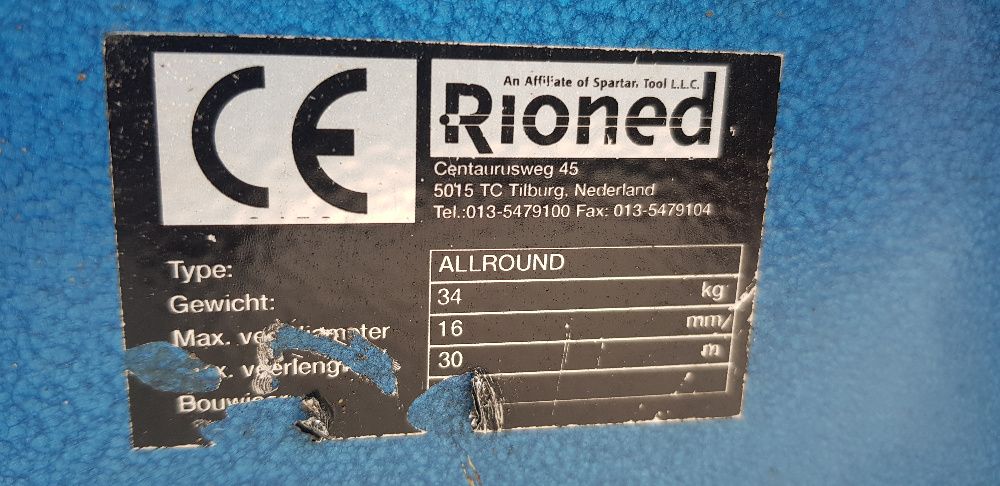 CE
An Affiliate of Spartan Tool L.L.C.
Rioned
Centaurusweg 45
5015 TC Tilburg, Nederland
Tel.:013-5479100 Fax: 013-5479104
Type: ALLROUND
Gewicht: 34 kg
Max. 16 mm
30 m